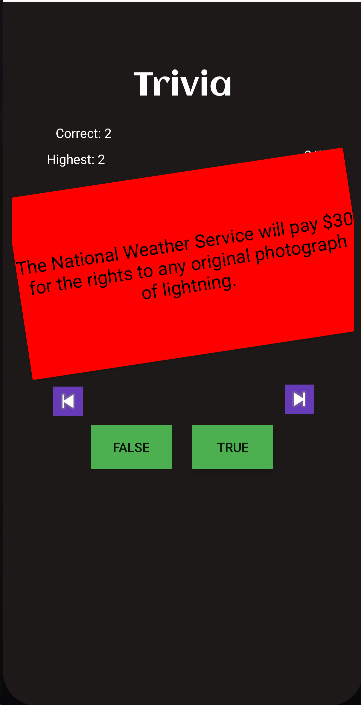 Trivia
Correct: 2
Highest: 2
The National Weather Service will pay $30
for the rights to any original photograph
of lightning.
FALSE
TRUE